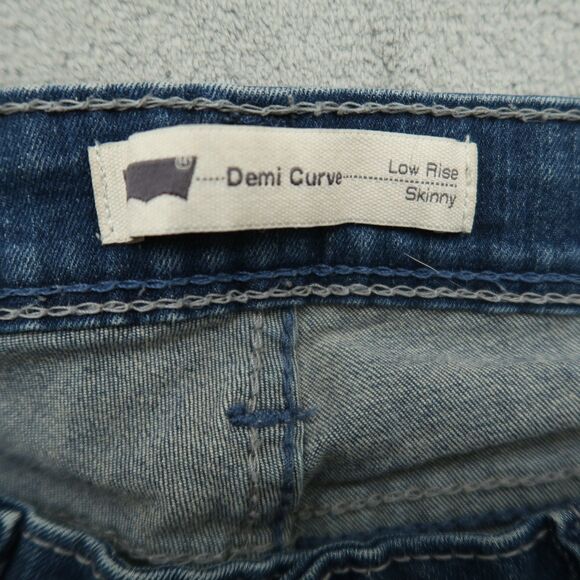 Demi Curve
Low Rise
Skinny